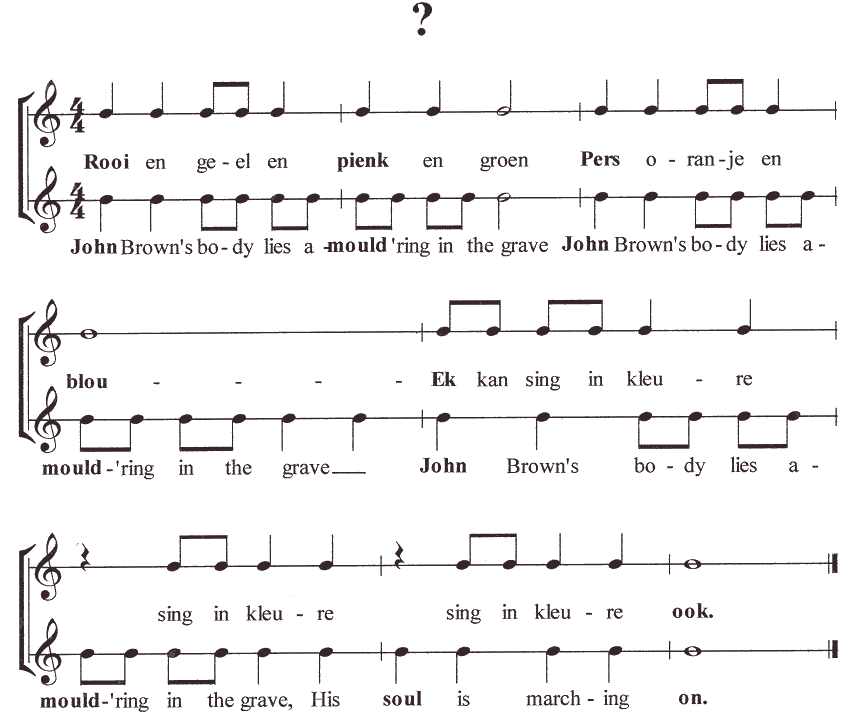 ?
4/4
Rooi en ge - el en pienk en groen Pers o - ran - je en
4/4
John Brown's bo - dy lies a - mould 'ring in the grave John Brown's bo - dy lies a -
blou - - - - Ek kan sing in kleu - re
mould - 'ring in the grave___ John Brown's bo - dy lies a -
sing in kleu - re sing in kleu - re ook.
mould - 'ring in the grave, His soul is march - ing on.